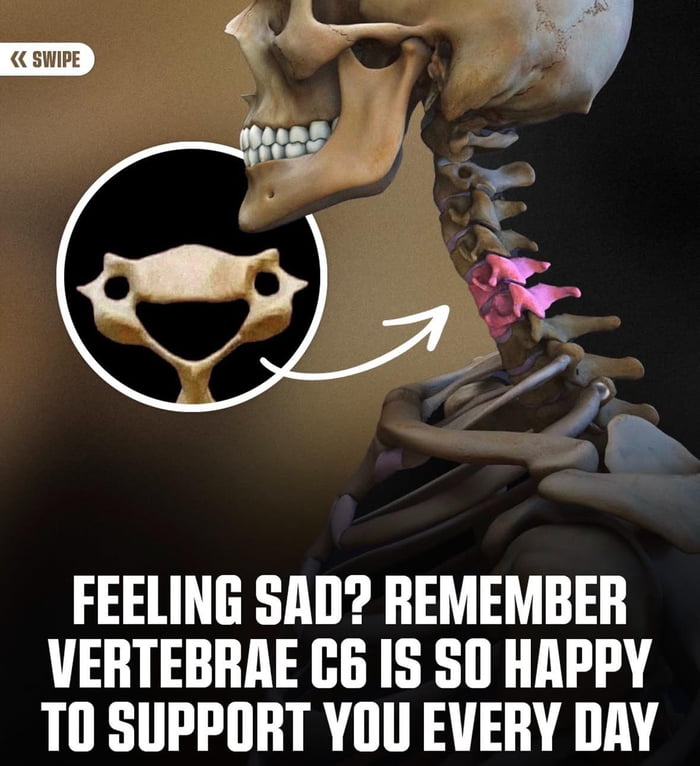 << SWIPE
FEELING SAD? REMEMBER
VERTEBRAE C6 IS SO HAPPY
TO SUPPORT YOU EVERY DAY